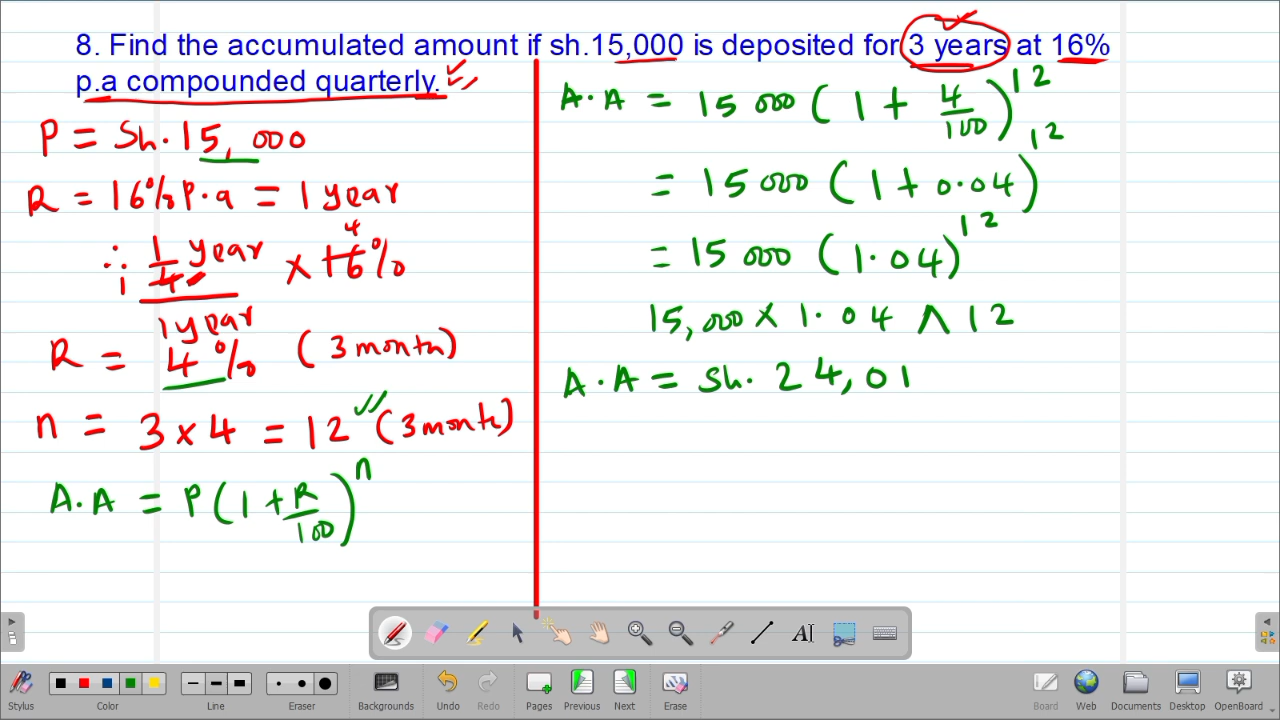 8. Find the accumulated amount if sh.15,000 is deposited for 3 years at 16%
p.a compounded quarterly.
P = Sh.15,000
R = 16% P.a = 1 year
∴ 1/4 year × 16%
4
1 year
R = 4% (3 month)
n = 3 × 4 = 12 (3 month)
A.A = P(1 + R/100)^n
A.A = 15 000 (1 + 4/100)^12
= 15 000 (1 + 0.04)^12
= 15 000 (1.04)^12
15,000 × 1.04 ∧ 12
A.A = Sh. 24,01
Stylus
Color
Line
Eraser
Backgrounds
Undo
Redo
Pages
Previous
Next
Erase
Board
Web
Documents
Desktop
OpenBoard